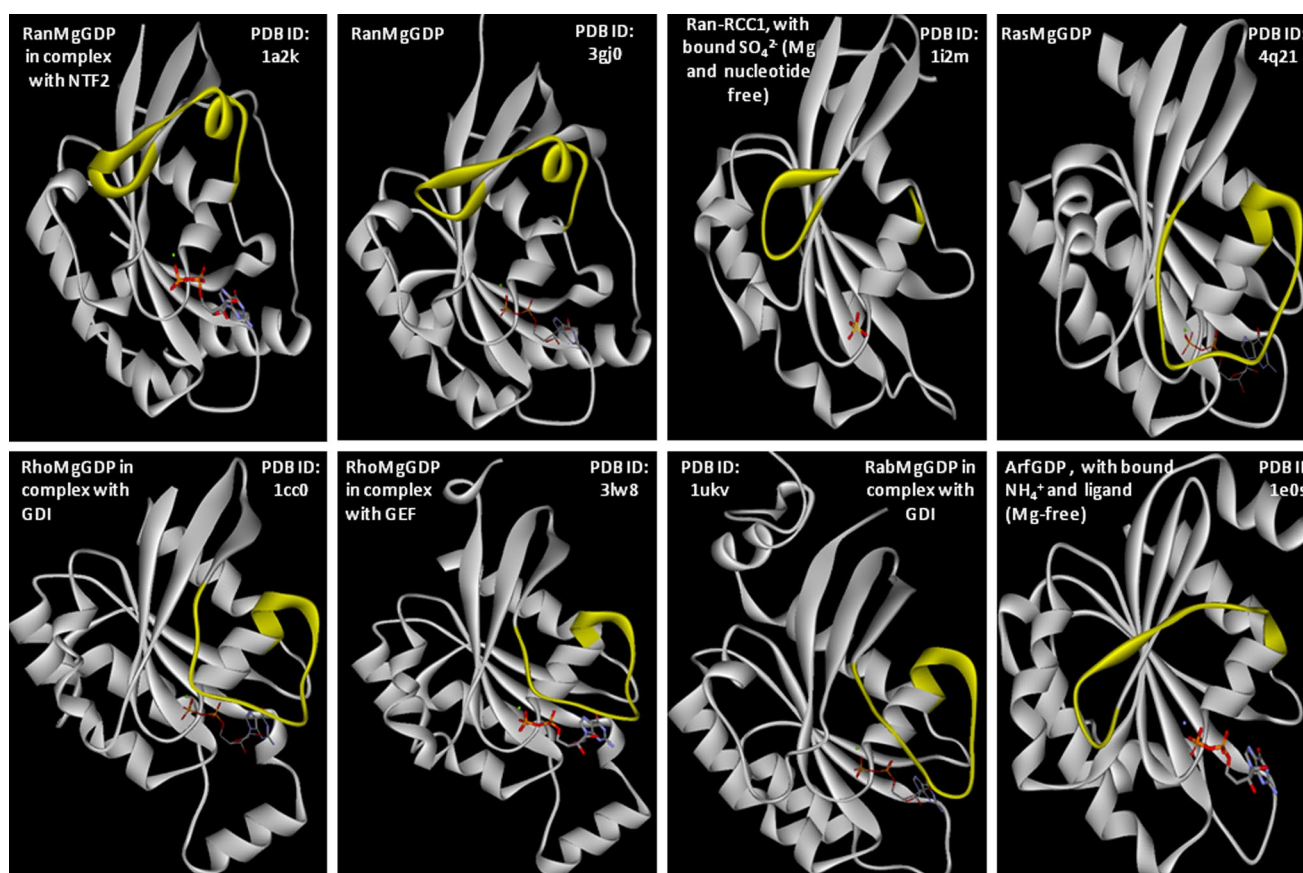 RanMgGDP
in complex
with NTF2
PDB ID:
1a2k
RanMgGDP
PDB ID:
3gj0
Ran-RCC1, with
bound SO₄²⁻ (Mg
and nucleotide
free)
PDB ID:
1i2m
RasMgGDP
PDB ID:
4q21
RhoMgGDP in
complex with
GDI
PDB ID:
1cc0
RhoMgGDP
in complex
with GEF
PDB ID:
3lw8
PDB ID:
1ukv
RabMgGDP in
complex with
GDI
ArfGDP , with bound
NH₄⁺ and ligand
(Mg-free)
PDB ID:
1e0s